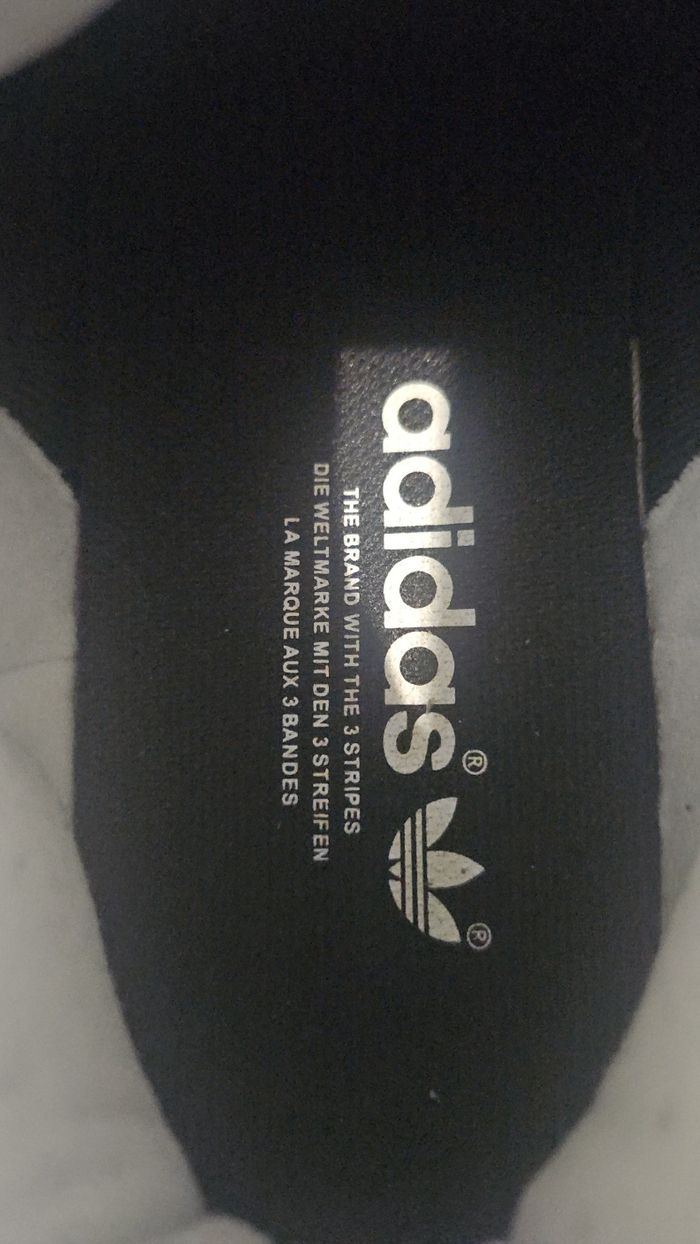 adidas® ®
THE BRAND WITH THE 3 STRIPES
DIE WELTMARKE MIT DEN 3 STREIFEN
LA MARQUE AUX 3 BANDES